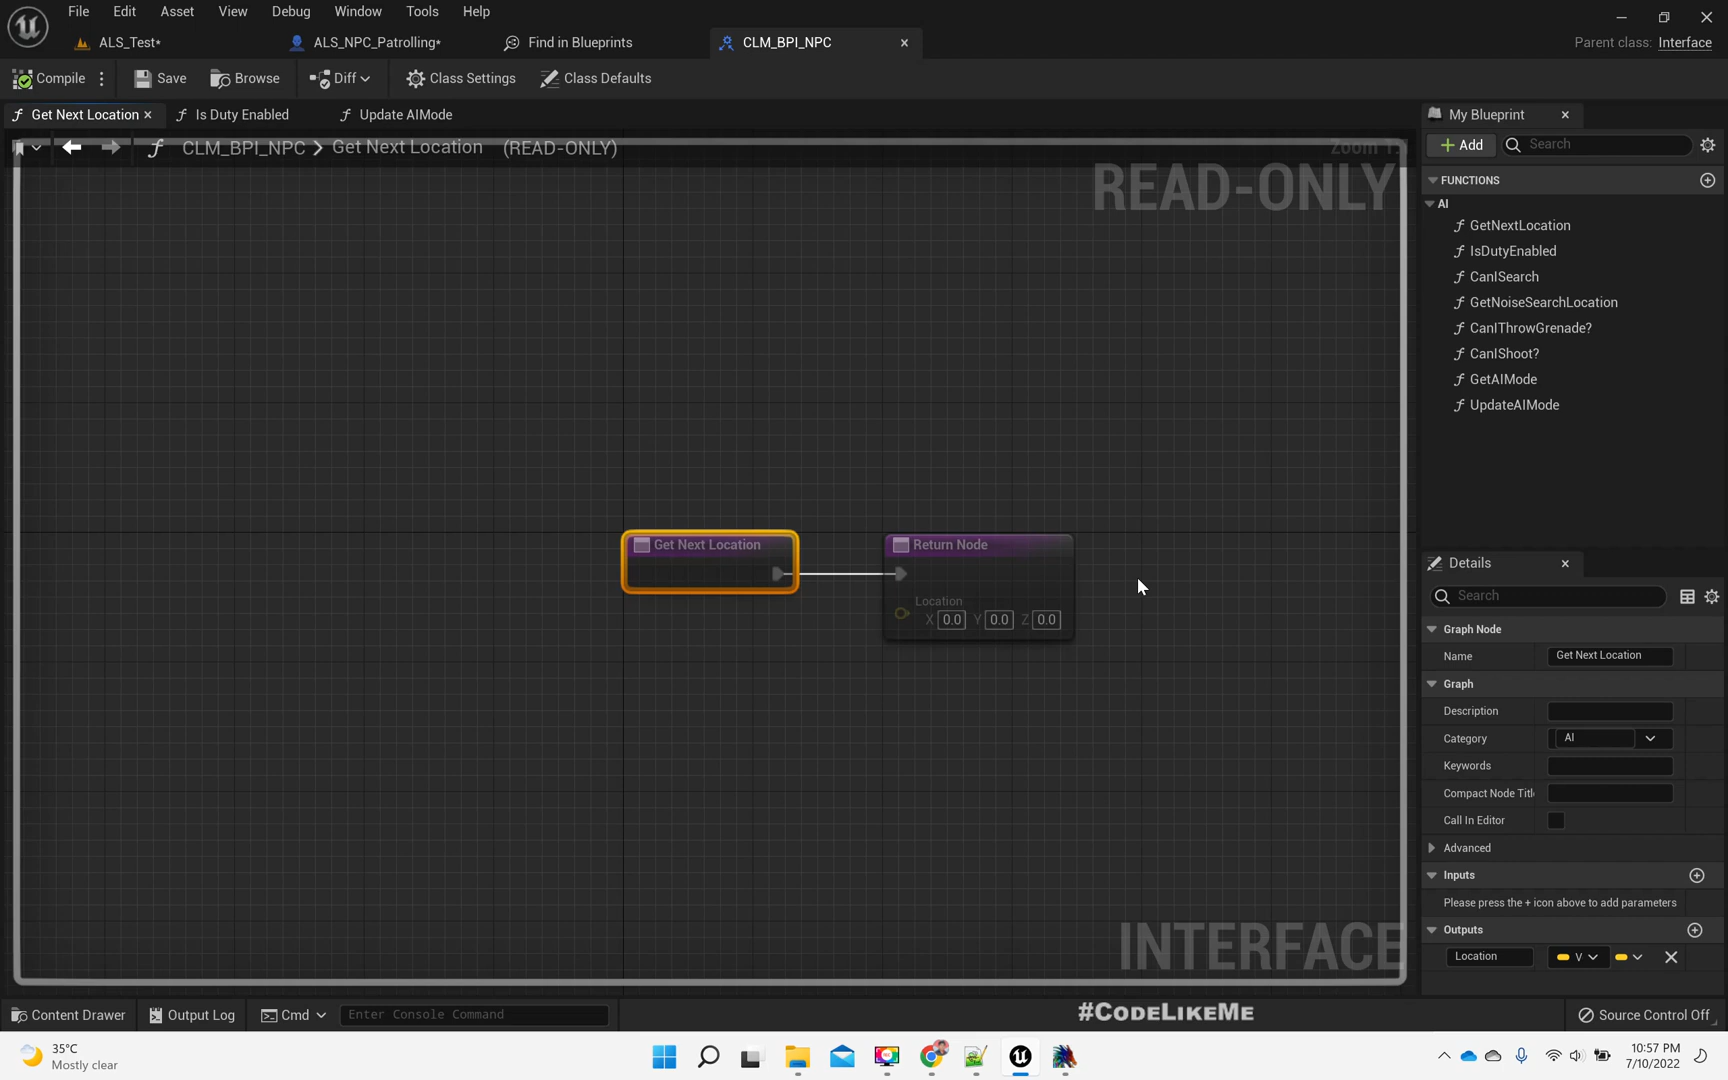 File Edit Asset View Debug Window Tools Help
ALS_Test* ALS_NPC_Patrolling* Find in Blueprints CLM_BPI_NPC
Parent class: Interface
Compile Save Browse Diff Class Settings Class Defaults
Get Next Location Is Duty Enabled Update AIMode
CLM_BPI_NPC > Get Next Location (READ-ONLY)
Zoom 1:1
READ-ONLY
Get Next Location
Return Node
Location
X 0.0 Y 0.0 Z 0.0
INTERFACE
My Blueprint
+ Add Search
FUNCTIONS
AI
GetNextLocation
IsDutyEnabled
CanISearch
GetNoiseSearchLocation
CanIThrowGrenade?
CanIShoot?
GetAIMode
UpdateAIMode
Details
Search
Graph Node
Name Get Next Location
Graph
Description
Category AI
Keywords
Compact Node Titl
Call In Editor
Advanced
Inputs
Please press the + icon above to add parameters
Outputs
Location V
Content Drawer Output Log Cmd Enter Console Command
#CodeLikeMe
Source Control Off
35°C
Mostly clear
10:57 PM
7/10/2022